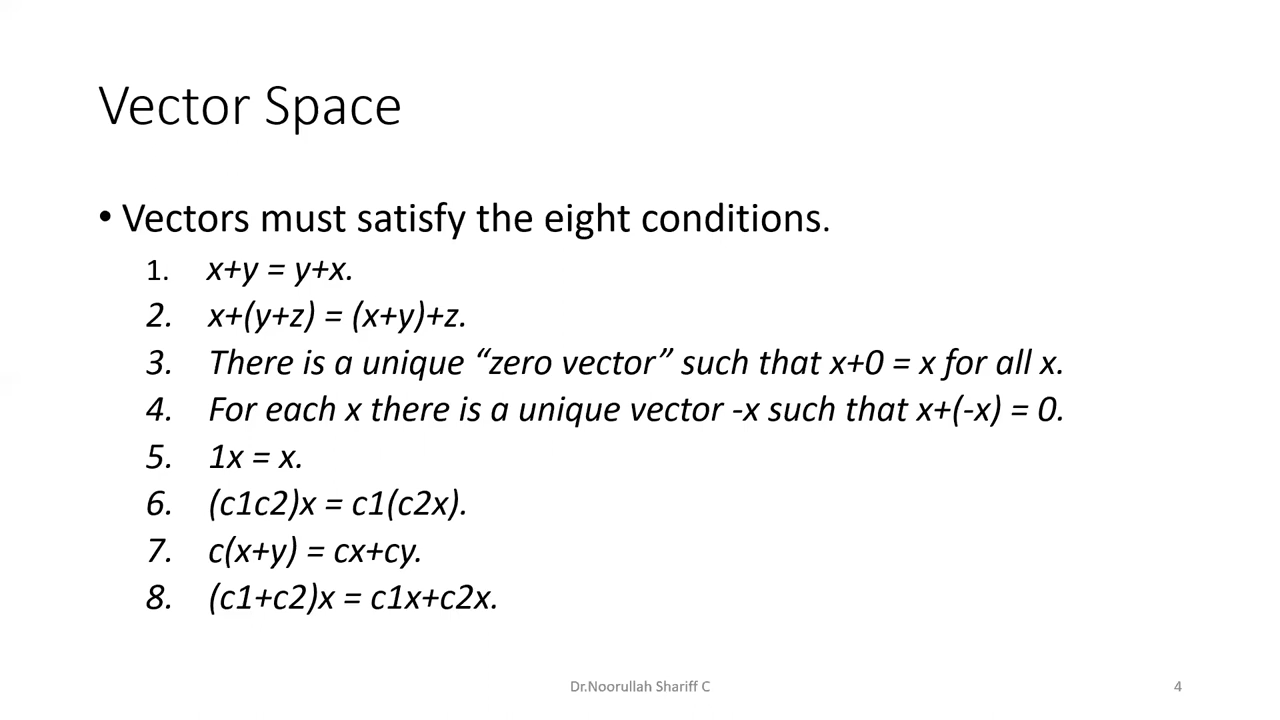 Vector Space
• Vectors must satisfy the eight conditions.
1. x+y = y+x.
2. x+(y+z) = (x+y)+z.
3. There is a unique “zero vector” such that x+0 = x for all x.
4. For each x there is a unique vector -x such that x+(-x) = 0.
5. 1x = x.
6. (c1c2)x = c1(c2x).
7. c(x+y) = cx+cy.
8. (c1+c2)x = c1x+c2x.
Dr.Noorullah Shariff C
4